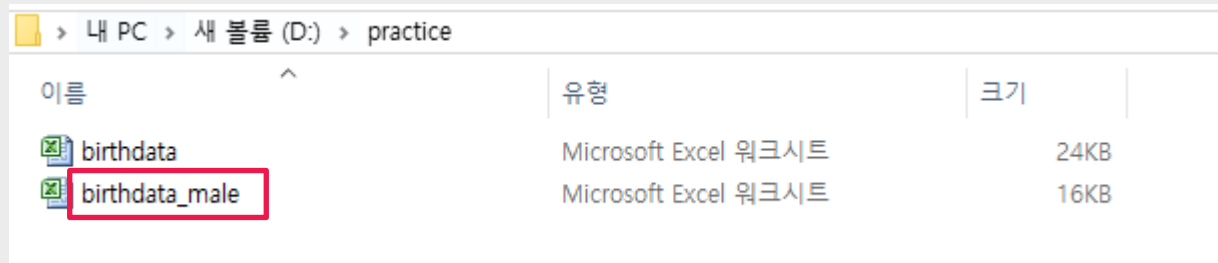 내 PC > 새 볼륨 (D:) > practice
이름 유형 크기
birthdata Microsoft Excel 워크시트 24KB
birthdata_male Microsoft Excel 워크시트 16KB